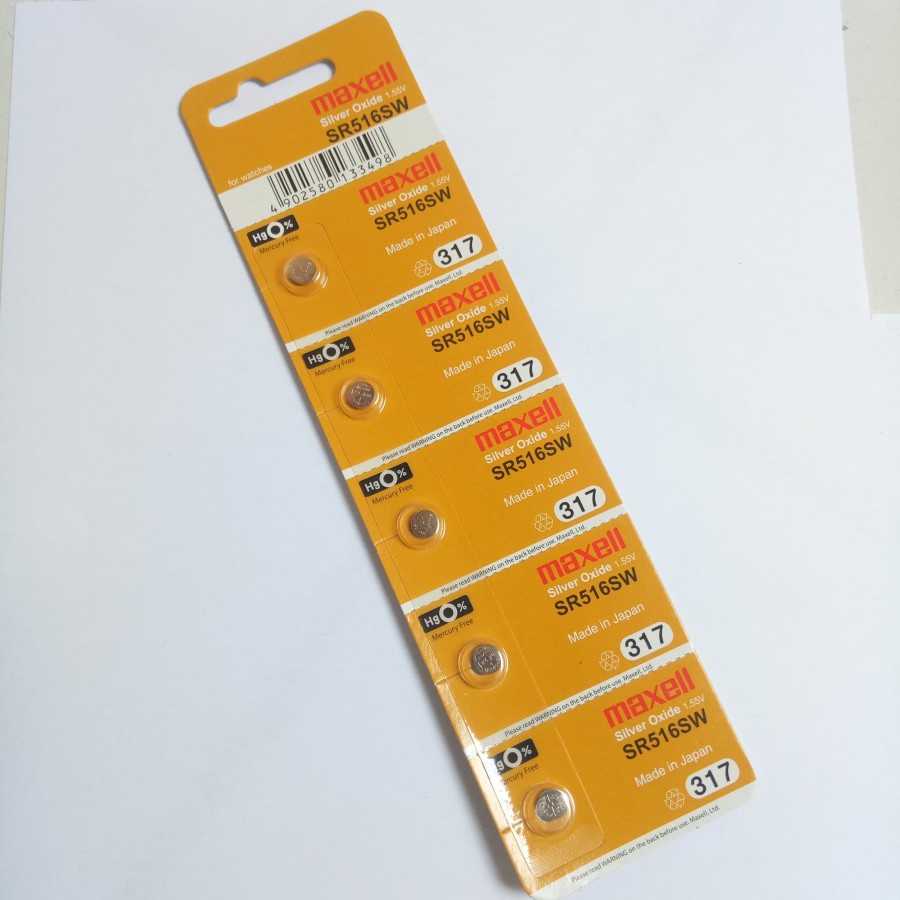 maxell
Silver Oxide 1.55V
SR516SW
for watches
4 902580 133498
maxell
Silver Oxide 1.55V
SR516SW
Hg0%
Mercury Free
Made in Japan
317
Please read WARNING on the back before use. Maxell, Ltd.
maxell
Silver Oxide 1.55V
SR516SW
Hg0%
Mercury Free
Made in Japan
317
Please read WARNING on the back before use. Maxell, Ltd.
maxell
Silver Oxide 1.55V
SR516SW
Hg0%
Mercury Free
Made in Japan
317
Please read WARNING on the back before use. Maxell, Ltd.
maxell
Silver Oxide 1.55V
SR516SW
Hg0%
Mercury Free
Made in Japan
317
Please read WARNING on the back before use. Maxell, Ltd.
maxell
Silver Oxide 1.55V
SR516SW
g0%
rcury Free
Made in Japan
317
Please read WARNING on the back before use. Maxell, Ltd.